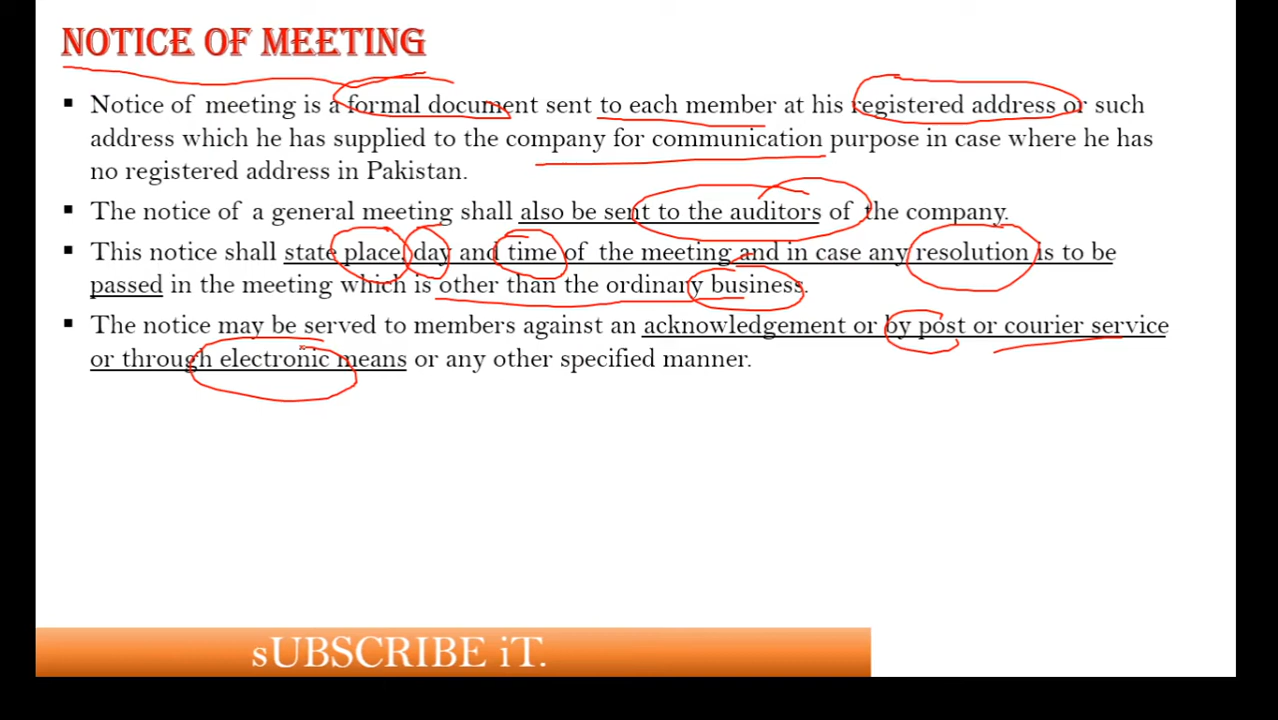 NOTICE OF MEETING
▪ Notice of meeting is a formal document sent to each member at his registered address or such
address which he has supplied to the company for communication purpose in case where he has
no registered address in Pakistan.
▪ The notice of a general meeting shall also be sent to the auditors of the company.
▪ This notice shall state place, day and time of the meeting and in case any resolution is to be
passed in the meeting which is other than the ordinary business.
▪ The notice may be served to members against an acknowledgement or by post or courier service
or through electronic means or any other specified manner.
sUBSCRIBE iT.